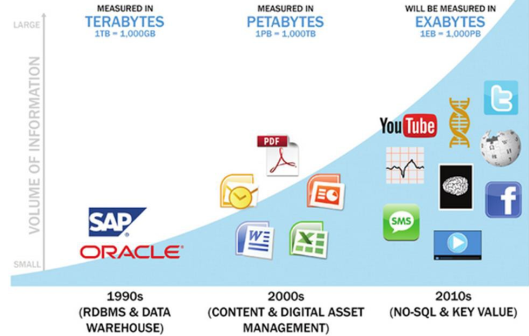 MEASURED IN
TERABYTES
1TB = 1,000GB
MEASURED IN
PETABYTES
1PB = 1,000TB
WILL BE MEASURED IN
EXABYTES
1EB = 1,000PB
LARGE
VOLUME OF INFORMATION
SMALL
SAP
ORACLE
PDF
W
X
YouTube
t
SMS
f
1990s
(RDBMS & DATA
WAREHOUSE)
2000s
(CONTENT & DIGITAL ASSET
MANAGEMENT)
2010s
(NO-SQL & KEY VALUE)